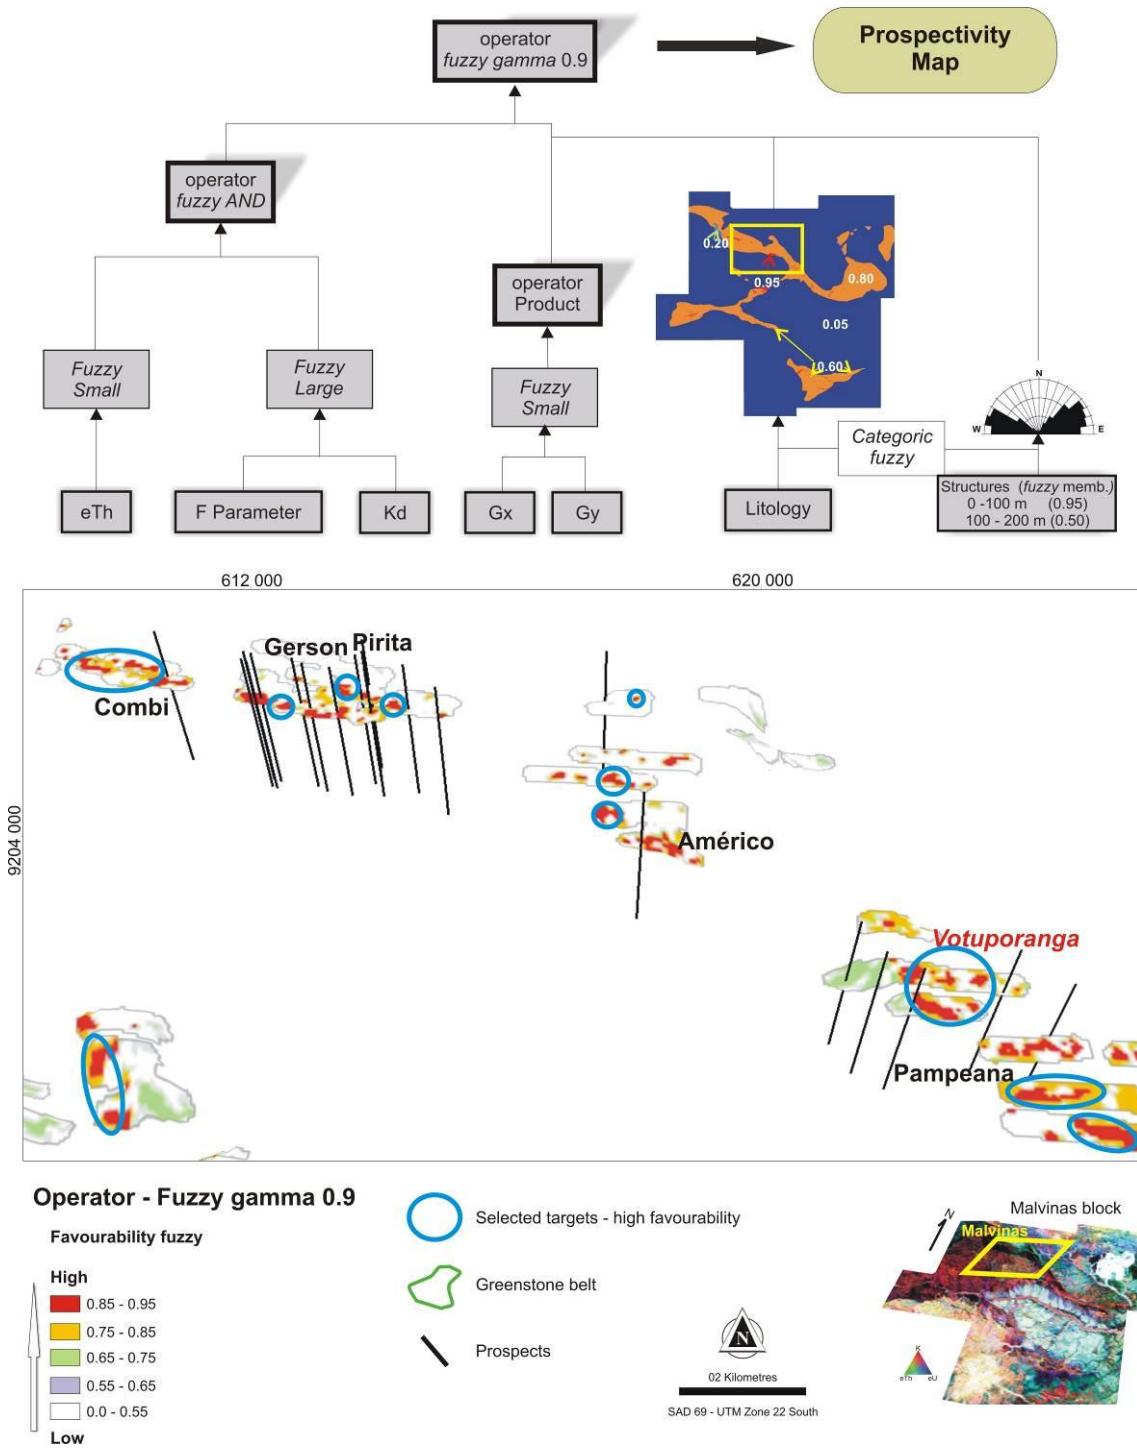 operator
fuzzy gamma 0.9
Prospectivity
Map
operator
fuzzy AND
operator
Product
Fuzzy
Small
Fuzzy
Large
Fuzzy
Small
0.20
0.95
0.80
0.05
0.60
N
W
E
Categoric
fuzzy
eTh
F Parameter
Kd
Gx
Gy
Litology
Structures (fuzzy memb.)
0 -100 m (0.95)
100 - 200 m (0.50)
612 000
620 000
9204 000
Gerson
Pirita
Combi
Américo
Votuporanga
Pampeana
Operator - Fuzzy gamma 0.9
Favourability fuzzy
High
0.85 - 0.95
0.75 - 0.85
0.65 - 0.75
0.55 - 0.65
0.0 - 0.55
Low
Selected targets - high favourability
Greenstone belt
Prospects
N
02 Kilometres
SAD 69 - UTM Zone 22 South
N
Malvinas block
Malvinas
K
eTh
eU